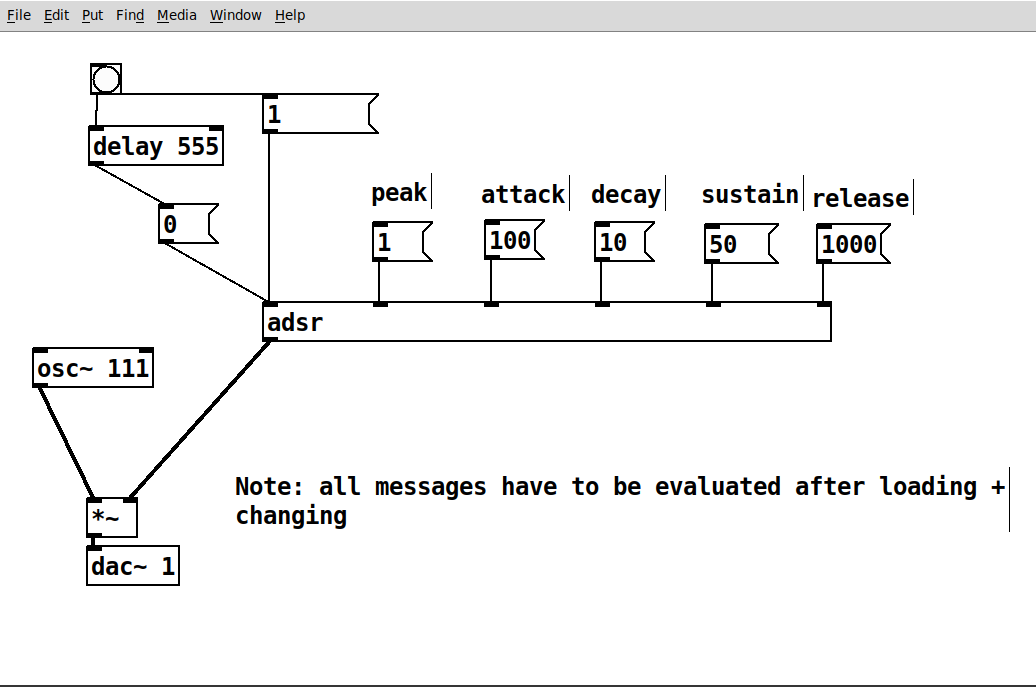 File Edit Put Find Media Window Help
1
delay 555
0
peak attack decay sustain release
1 100 10 50 1000
adsr
osc~ 111
Note: all messages have to be evaluated after loading +
changing
*~
dac~ 1